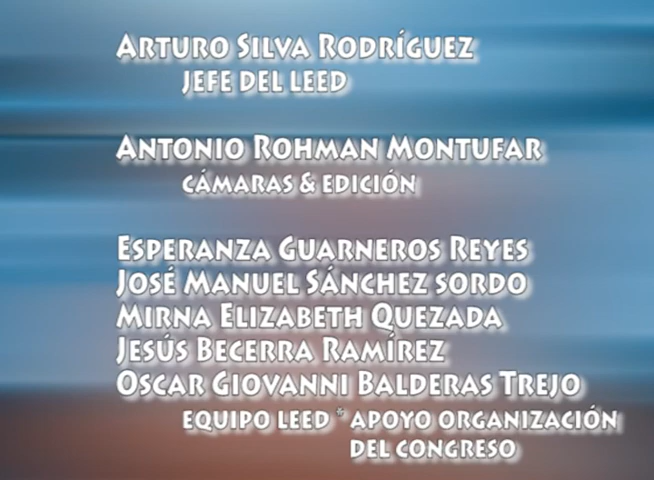 ARTURO SILVA RODRÍGUEZ
JEFE DEL LEED
ANTONIO ROHMAN MONTUFAR
CÁMARAS & EDICIÓN
ESPERANZA GUARNEROS REYES
JOSÉ MANUEL SÁNCHEZ SORDO
MIRNA ELIZABETH QUEZADA
JESÚS BECERRA RAMÍREZ
OSCAR GIOVANNI BALDERAS TREJO
EQUIPO LEED * APOYO ORGANIZACIÓN
DEL CONGRESO